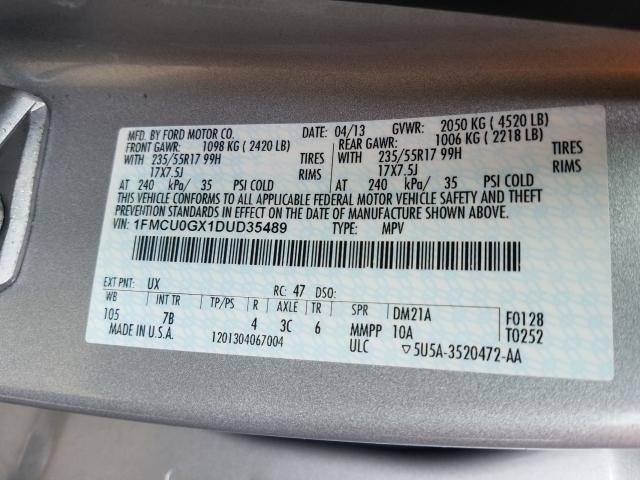 MFD. BY FORD MOTOR CO. DATE: 04/13 GVWR: 2050 KG ( 4520 LB)
FRONT GAWR: 1098 KG ( 2420 LB) REAR GAWR: 1006 KG ( 2218 LB)
WITH 235/55R17 99H TIRES WITH 235/55R17 99H TIRES
17X7.5J RIMS 17X7.5J RIMS
AT 240 kPa/ 35 PSI COLD AT 240 kPa/ 35 PSI COLD
THIS VEHICLE CONFORMS TO ALL APPLICABLE FEDERAL MOTOR VEHICLE SAFETY AND THEFT
PREVENTION STANDARDS IN EFFECT ON THE DATE OF MANUFACTURE SHOWN ABOVE.
VIN: 1FMCU0GX1DUD35489 TYPE: MPV
EXT PNT: UX RC: 47 DSO:
WB INT TR TP/PS R AXLE TR SPR DM21A F0128
105 7B 4 3C 6 MMPP 10A T0252
MADE IN U.S.A. 1201304067004 ULC ▽5U5A-3520472-AA